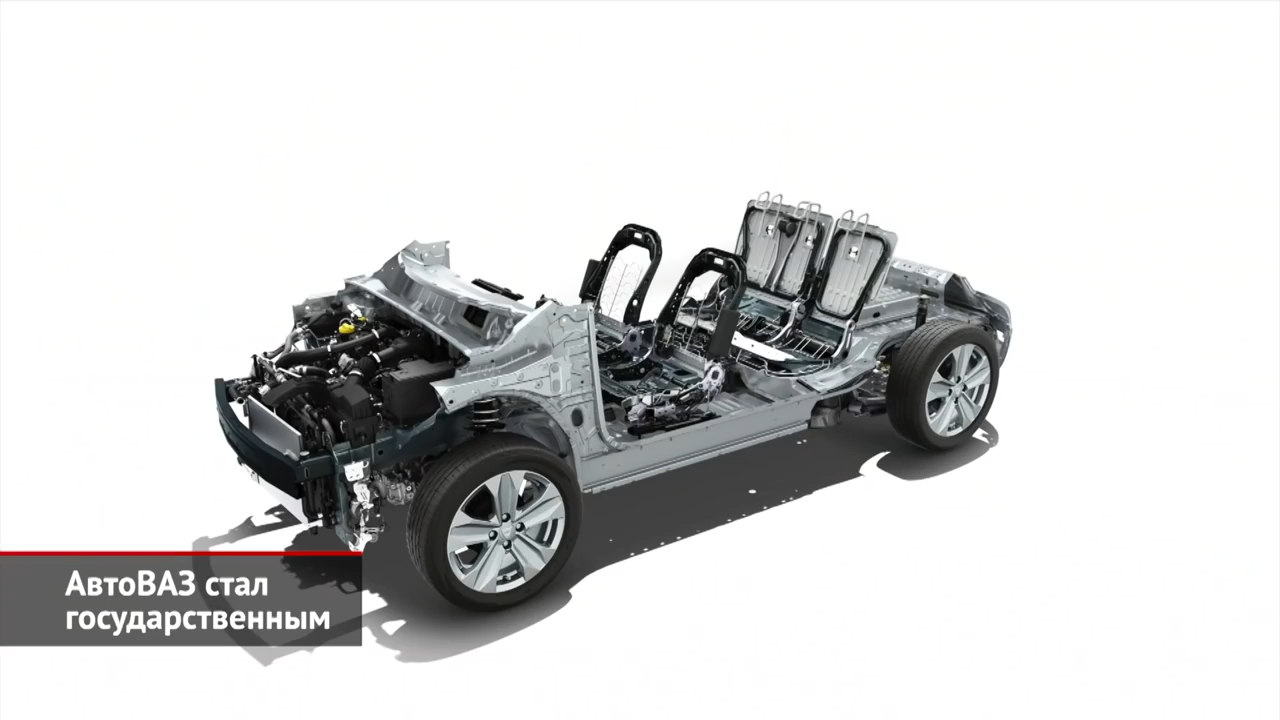 АвтоВАЗ стал
государственным